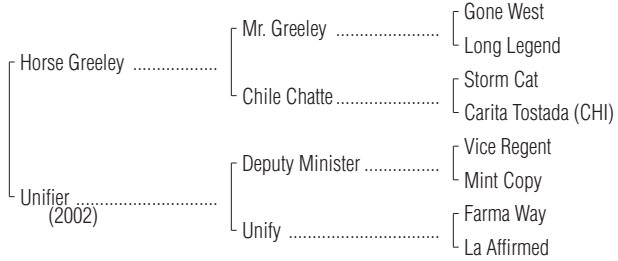 Gone West
Mr. Greeley ..................
Long Legend
Horse Greeley .................
Storm Cat
Chile Chatte ..................
Carita Tostada (CHI)
Vice Regent
Deputy Minister .............
Mint Copy
Unifier ............................
(2002)
Farma Way
Unify ..............................
La Affirmed